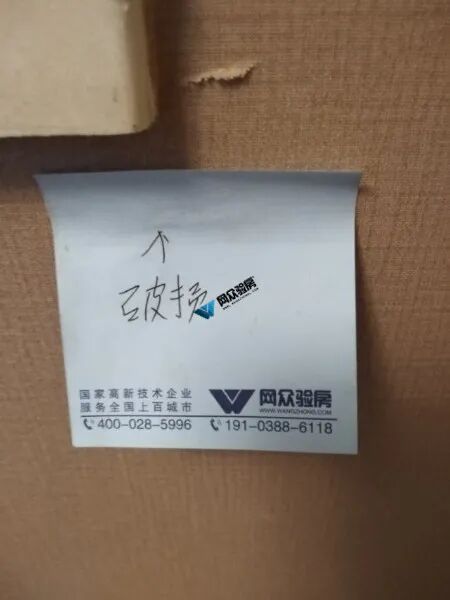 ↑
破损
网众验房
国家高新技术企业
服务全国上百城市
网众验房
WWW.WANGZHONG.COM
400-028-5996
191-0388-6118